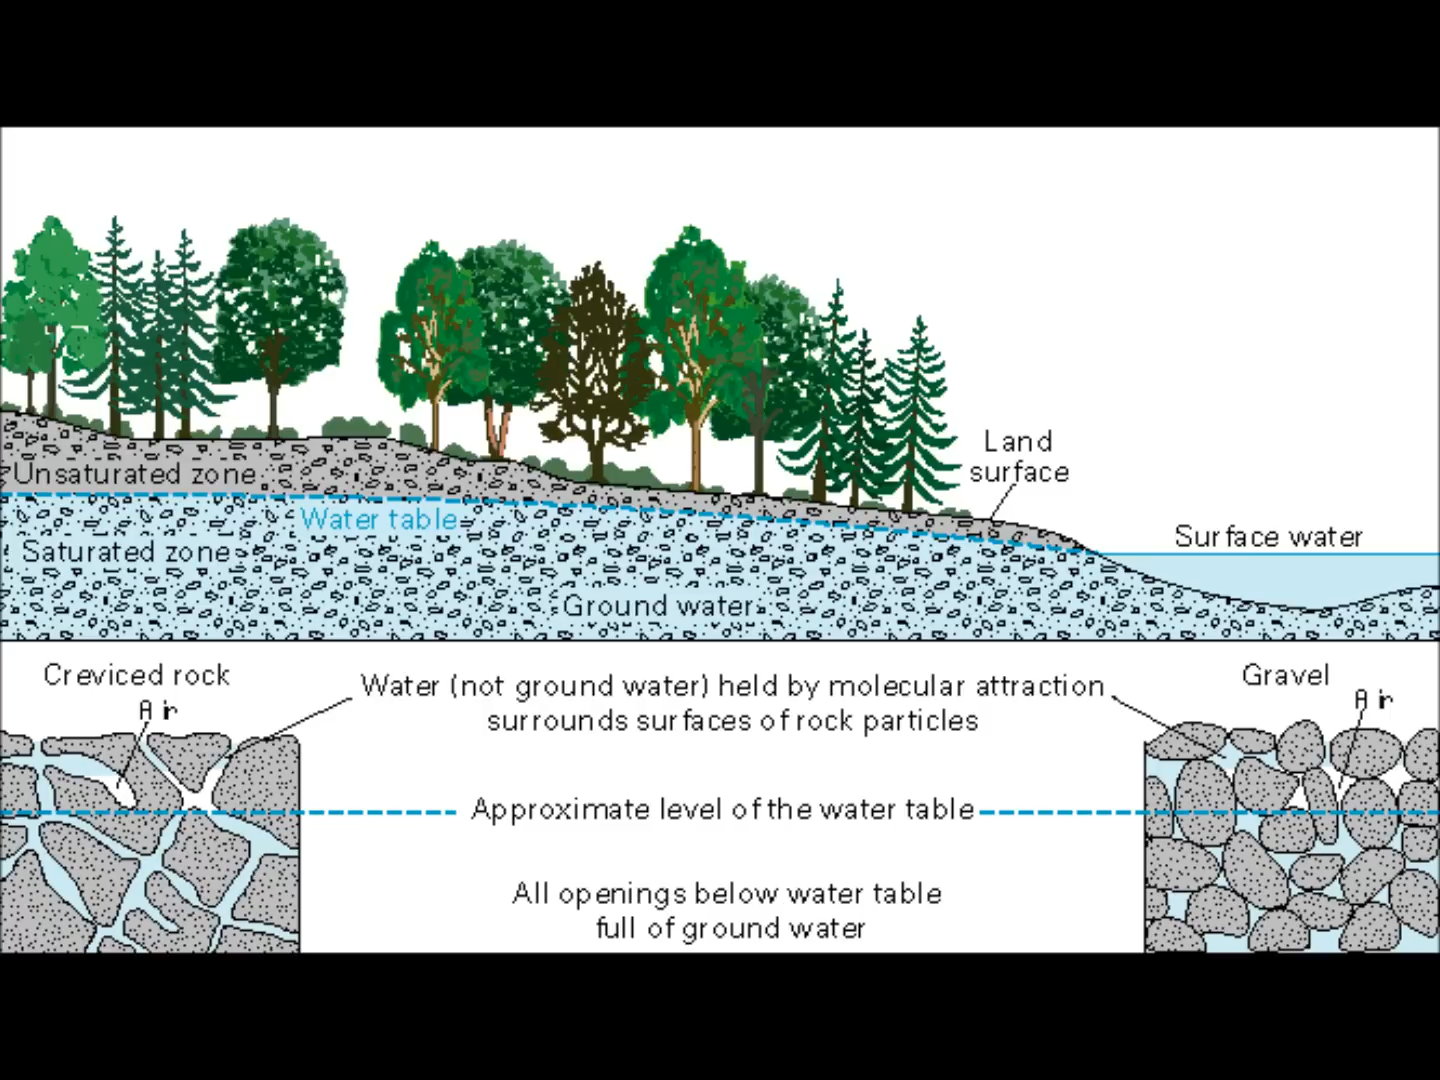 Land
surface
Unsaturated zone
Water table
Surface water
Saturated zone
Ground water
Creviced rock
Air
Water (not ground water) held by molecular attraction
surrounds surfaces of rock particles
Gravel
Air
Approximate level of the water table
All openings below water table
full of ground water